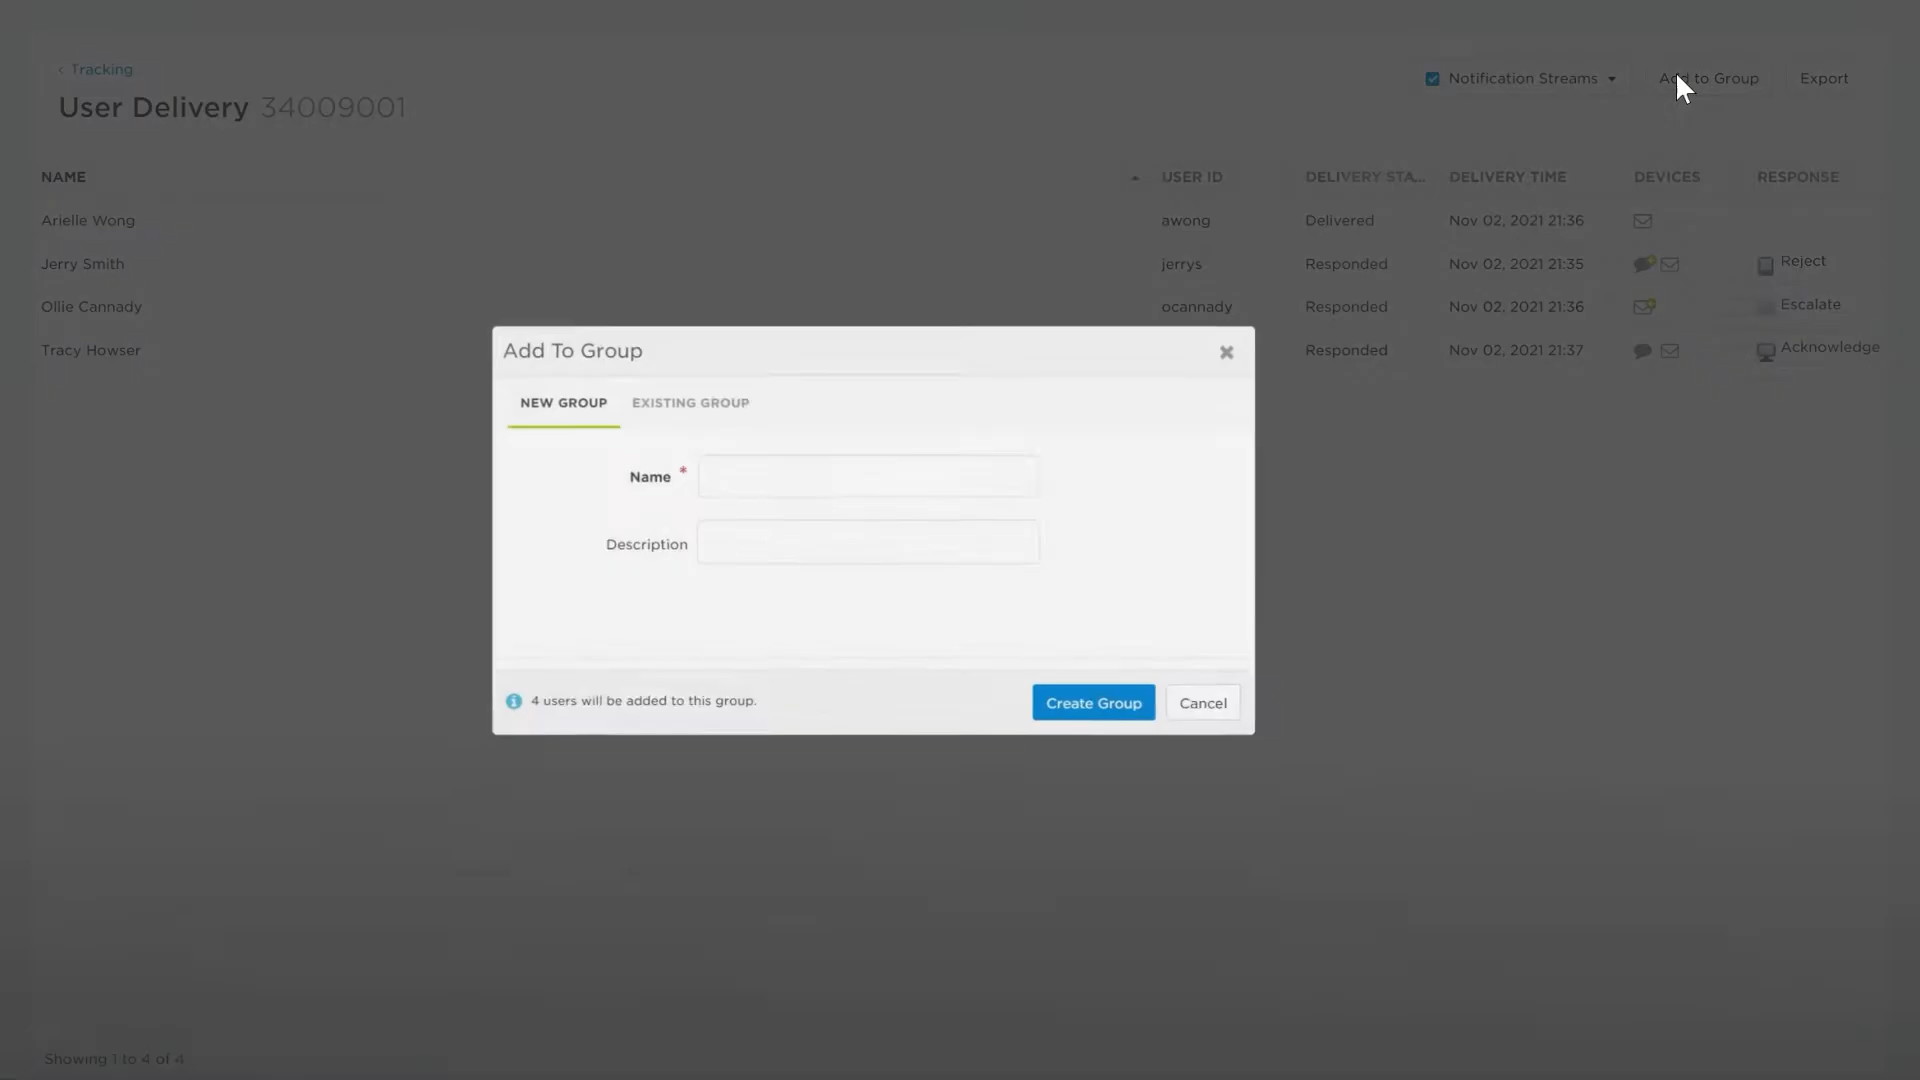 ‹ Tracking
User Delivery 34009001
Notification Streams
Add to Group
Export
NAME USER ID DELIVERY STA... DELIVERY TIME DEVICES RESPONSE
Arielle Wong awong Delivered Nov 02, 2021 21:36
Jerry Smith jerrys Responded Nov 02, 2021 21:35 Reject
Ollie Cannady ocannady Responded Nov 02, 2021 21:36 Escalate
Tracy Howser Responded Nov 02, 2021 21:37 Acknowledge
Add To Group
NEW GROUP EXISTING GROUP
Name *
Description
4 users will be added to this group.
Create Group
Cancel
Showing 1 to 4 of 4